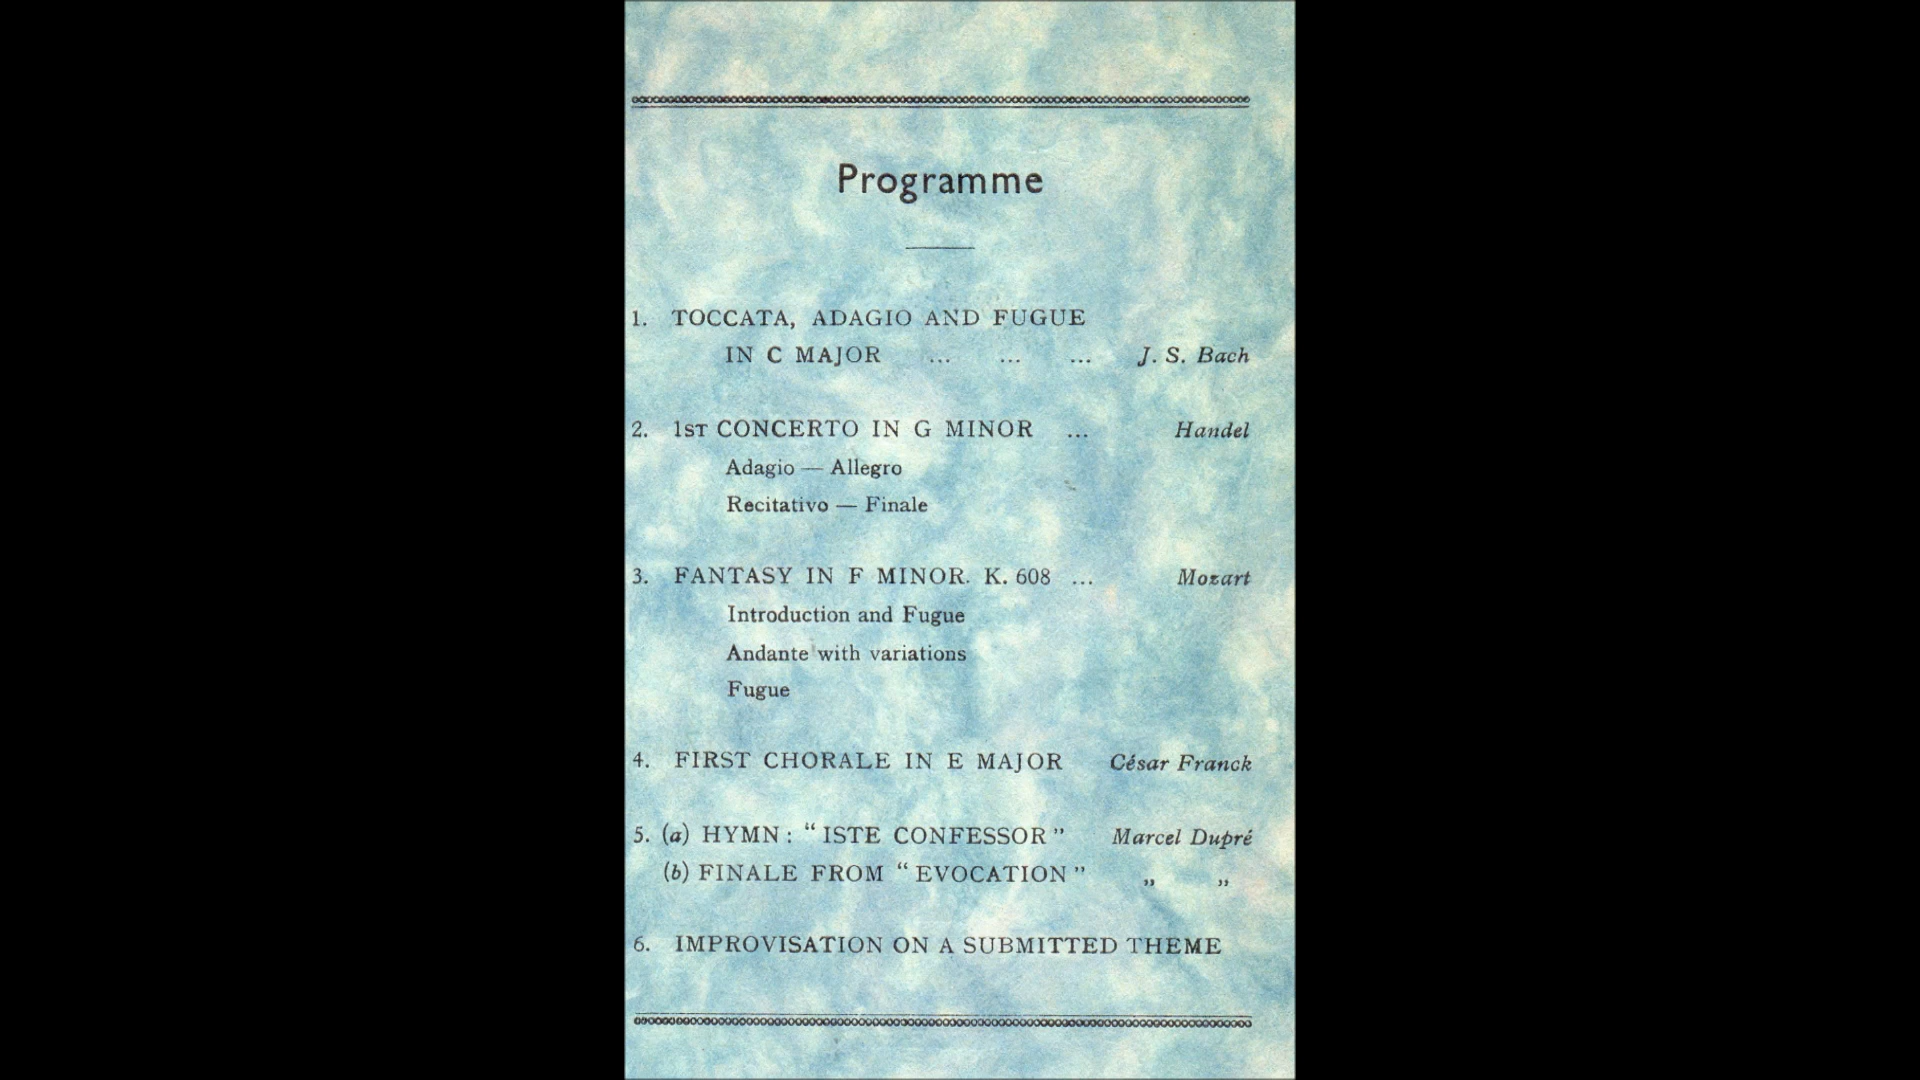 Programme
1. TOCCATA, ADAGIO AND FUGUE
IN C MAJOR ... ... ... J. S. Bach
2. 1ST CONCERTO IN G MINOR ... Handel
Adagio — Allegro
Recitativo — Finale
3. FANTASY IN F MINOR. K. 608 ... Mozart
Introduction and Fugue
Andante with variations
Fugue
4. FIRST CHORALE IN E MAJOR César Franck
5. (a) HYMN: “ISTE CONFESSOR” Marcel Dupré
(b) FINALE FROM “EVOCATION” „ „
6. IMPROVISATION ON A SUBMITTED THEME